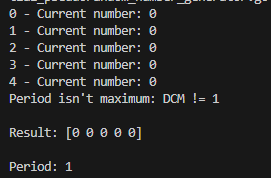 0 - Current number: 0
1 - Current number: 0
2 - Current number: 0
3 - Current number: 0
4 - Current number: 0
Period isn't maximum: DCM != 1
Result: [0 0 0 0 0]
Period: 1